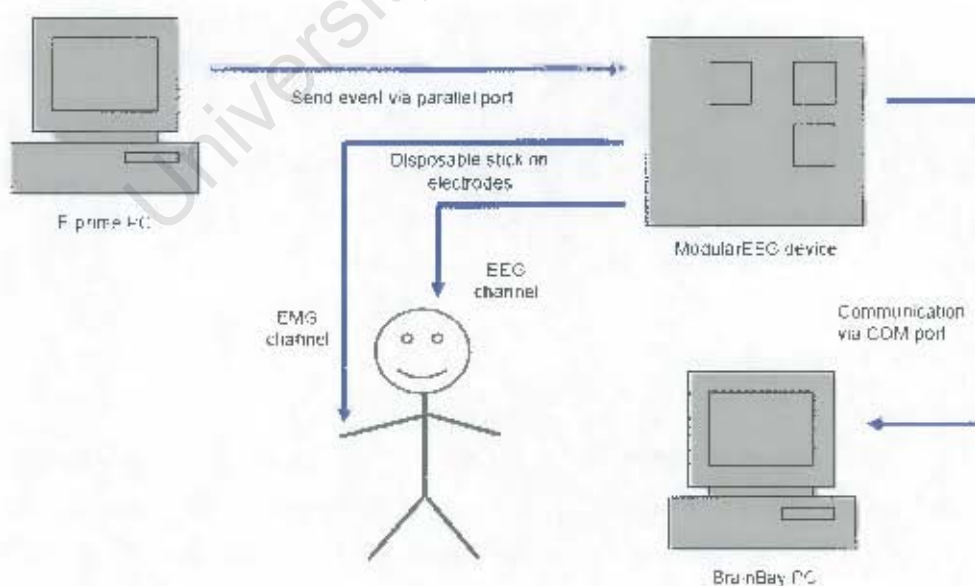 Send event via parallel port
Disposable stick on
electrodes
E prime PC
ModularEEG device
EEG
channel
EMG
channel
Communication
via COM port
BrainBay PC
Universi